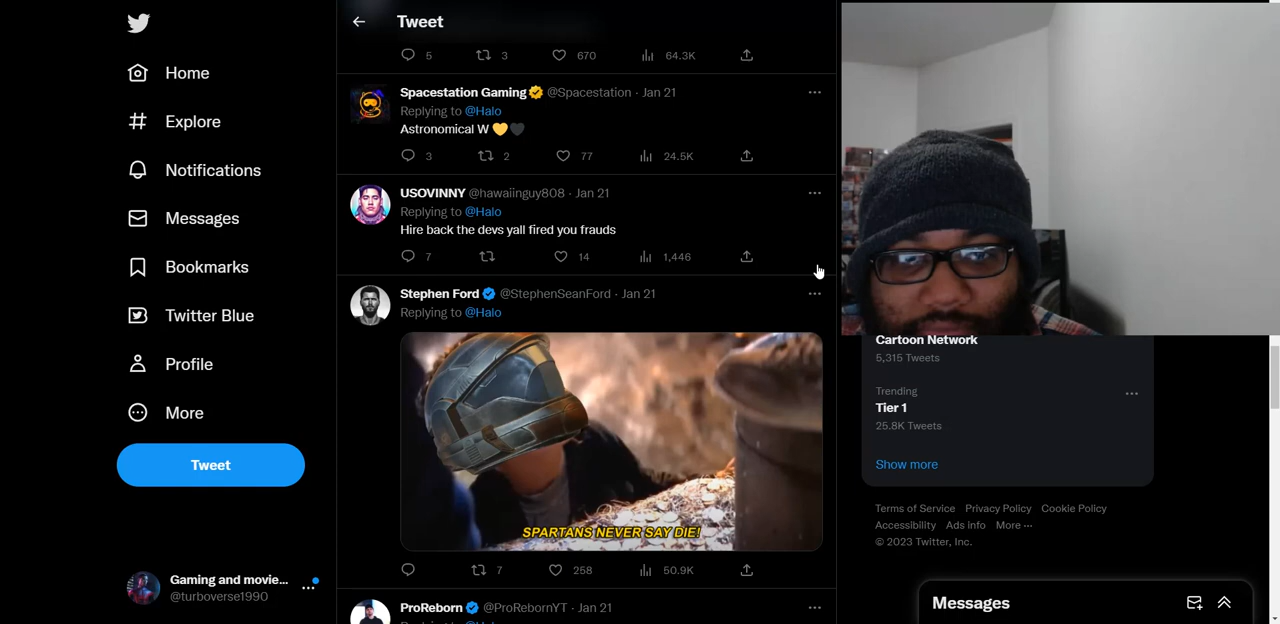 Tweet
5 3 670 64.3K
Home
Explore
Notifications
Messages
Bookmarks
Twitter Blue
Profile
More
Tweet
Gaming and movie...
@turboverse1990
Spacestation Gaming @Spacestation · Jan 21
Replying to @Halo
Astronomical W 💛🖤
3 2 77 24.5K
USOVINNY @hawaiinguy808 · Jan 21
Replying to @Halo
Hire back the devs yall fired you frauds
7 14 1,446
Stephen Ford @StephenSeanFord · Jan 21
Replying to @Halo
SPARTANS NEVER SAY DIE!
7 258 50.9K
ProReborn @ProRebornYT · Jan 21
Replying to @Halo
Cartoon Network
5,315 Tweets
Trending
Tier 1
25.8K Tweets
Show more
Terms of Service Privacy Policy Cookie Policy
Accessibility Ads info More ···
© 2023 Twitter, Inc.
Messages